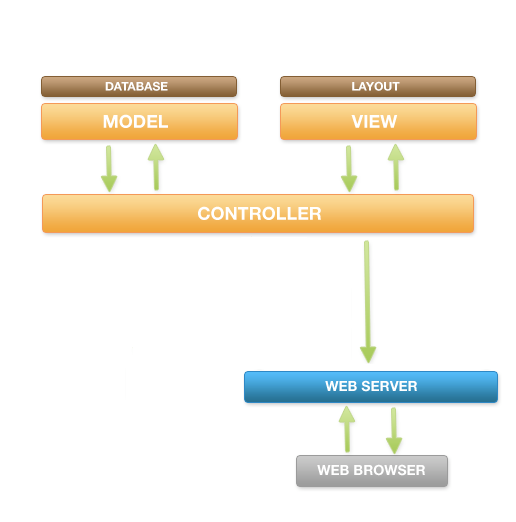 DATABASE
LAYOUT
MODEL
VIEW
CONTROLLER
WEB SERVER
WEB BROWSER